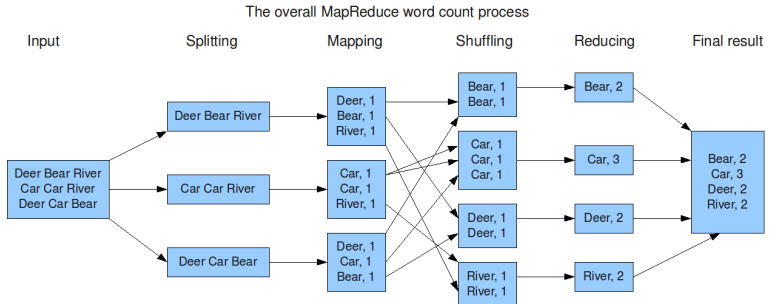 The overall MapReduce word count process
Input
Splitting
Mapping
Shuffling
Reducing
Final result
Deer Bear River
Car Car River
Deer Car Bear
Deer Bear River
Car Car River
Deer Car Bear
Deer, 1
Bear, 1
River, 1
Car, 1
Car, 1
River, 1
Deer, 1
Car, 1
Bear, 1
Bear, 1
Bear, 1
Car, 1
Car, 1
Car, 1
Deer, 1
Deer, 1
River, 1
River, 1
Bear, 2
Car, 3
Deer, 2
River, 2
Bear, 2
Car, 3
Deer, 2
River, 2